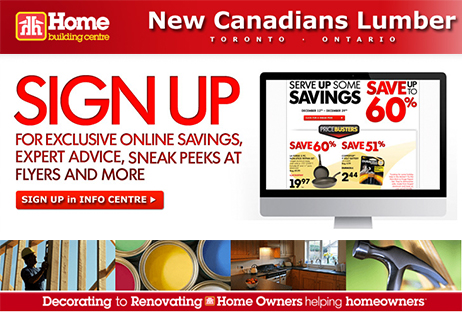 Home
building centre
New Canadians Lumber
TORONTO · ONTARIO
SIGN UP
FOR EXCLUSIVE ONLINE SAVINGS,
EXPERT ADVICE, SNEAK PEEKS AT
FLYERS AND MORE
SIGN UP in INFO CENTRE
SERVE UP SOME
SAVINGS
SAVE UP TO
60%
PRICEBUSTERS
SAVE 60%
SAVE 51%
19.97
2.44
Decorating to Renovating Home Owners helping homeowners